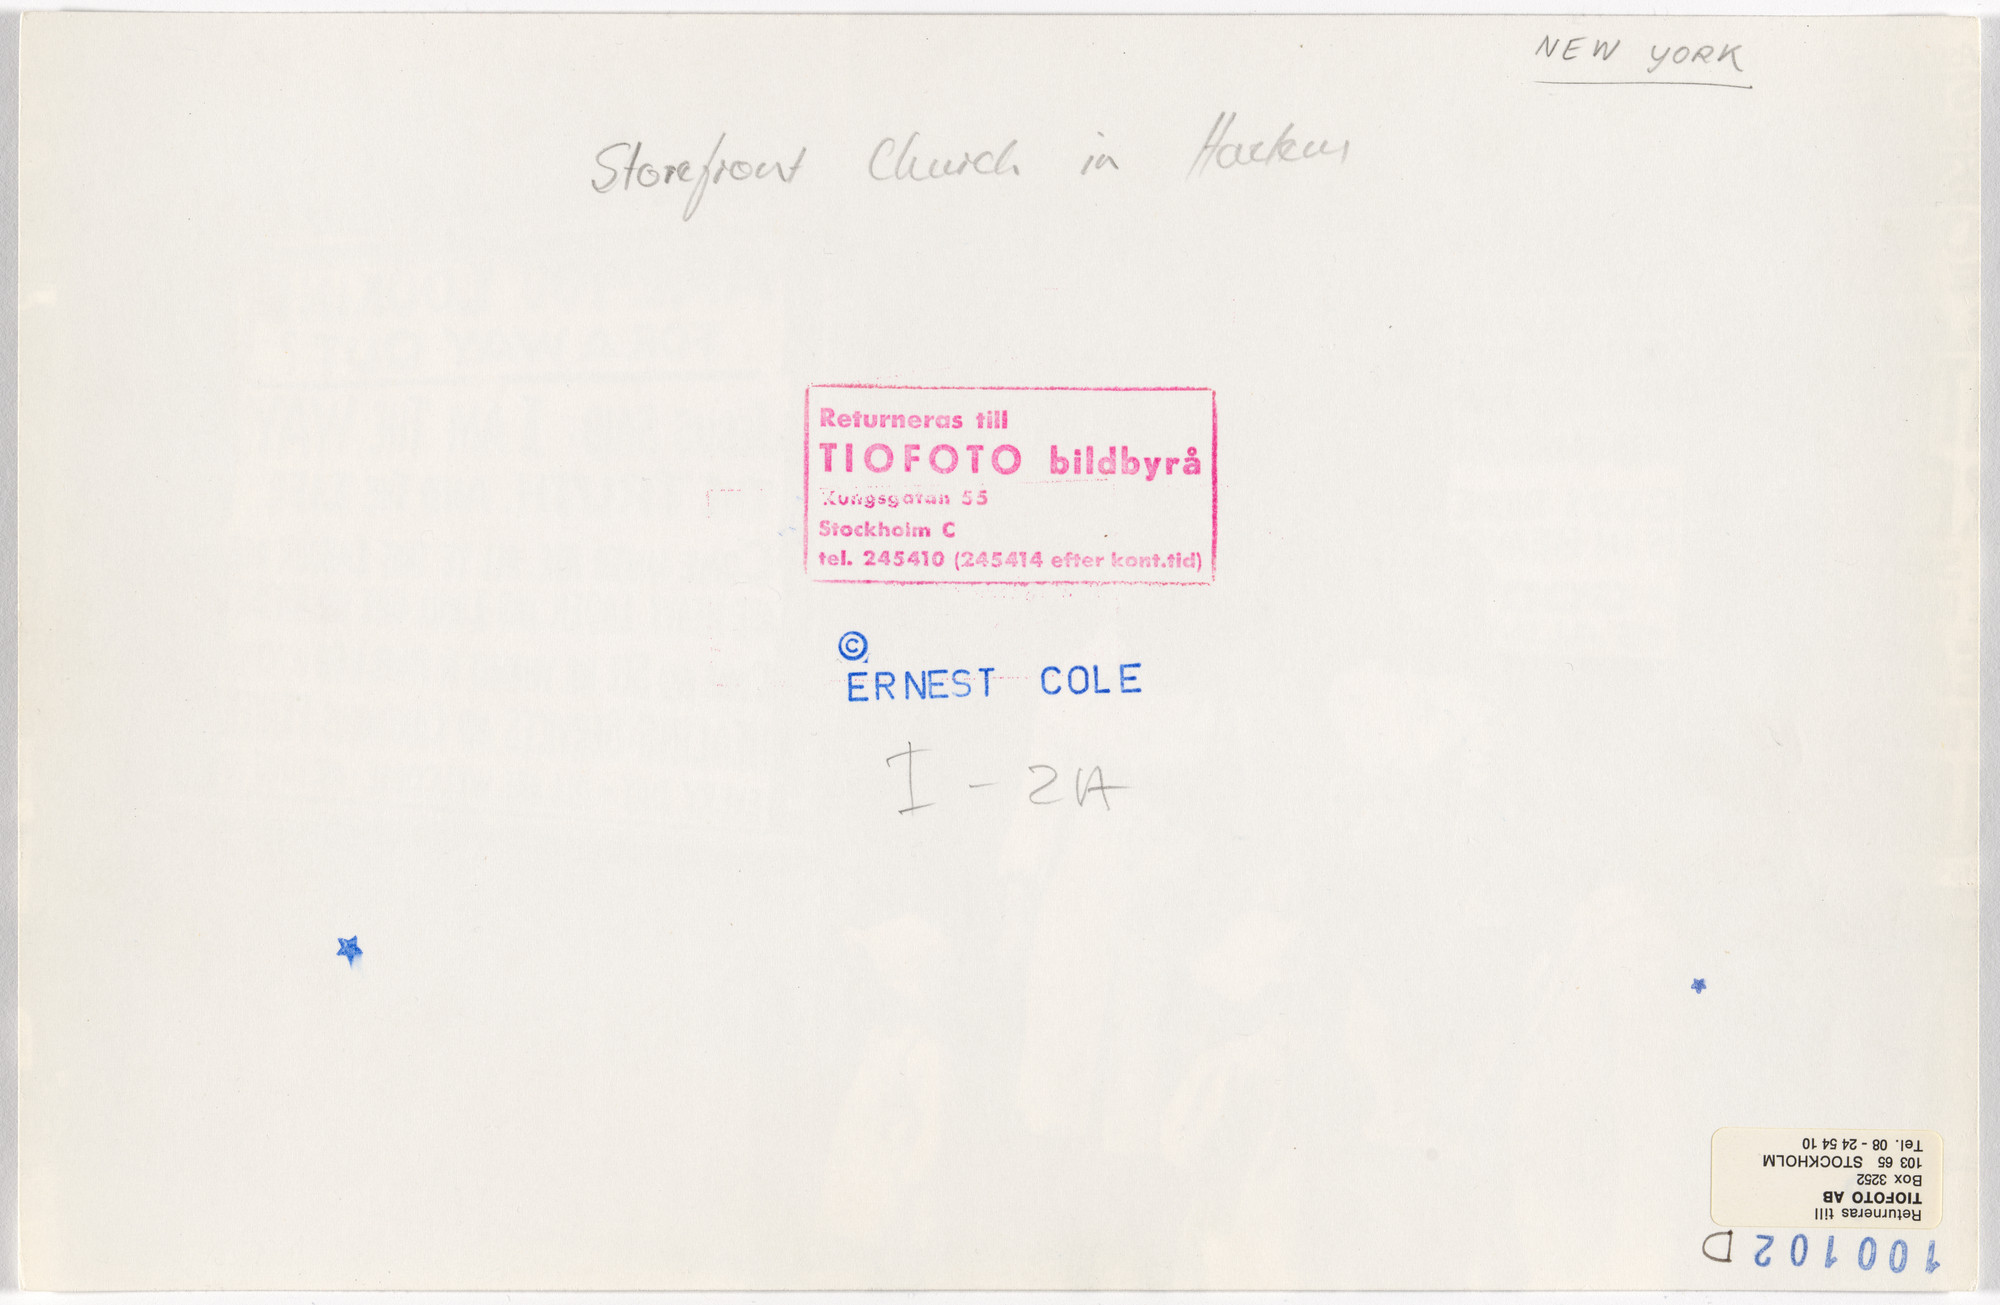 NEW YORK
Storefront Church in Harlem
Returneras till
TIOFOTO bildbyrå
Kungsgatan 55
Stockholm C
tel. 245410 (245414 efter kont.tid)
©
ERNEST COLE
I - 2A
Returneras till
TIOFOTO AB
Box 3252
103 65 STOCKHOLM
Tel. 08 - 24 54 10
100102 D